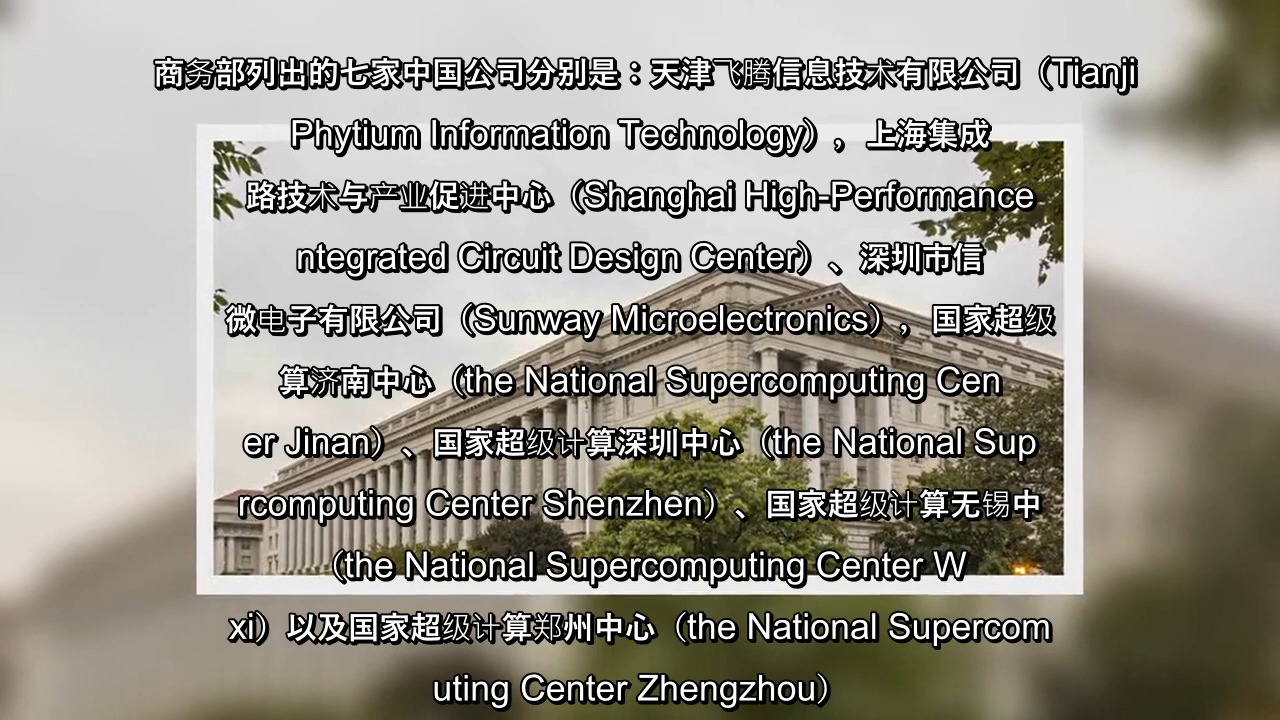 商务部列出的七家中国公司分别是：天津飞腾信息技术有限公司（Tianji
Phytium Information Technology），上海集成
路技术与产业促进中心（Shanghai High-Performance
ntegrated Circuit Design Center）、深圳市信
微电子有限公司（Sunway Microelectronics），国家超级
算济南中心（the National Supercomputing Cen
er Jinan）、国家超级计算深圳中心（the National Sup
rcomputing Center Shenzhen）、国家超级计算无锡中
（the National Supercomputing Center W
xi）以及国家超级计算郑州中心（the National Supercom
uting Center Zhengzhou）